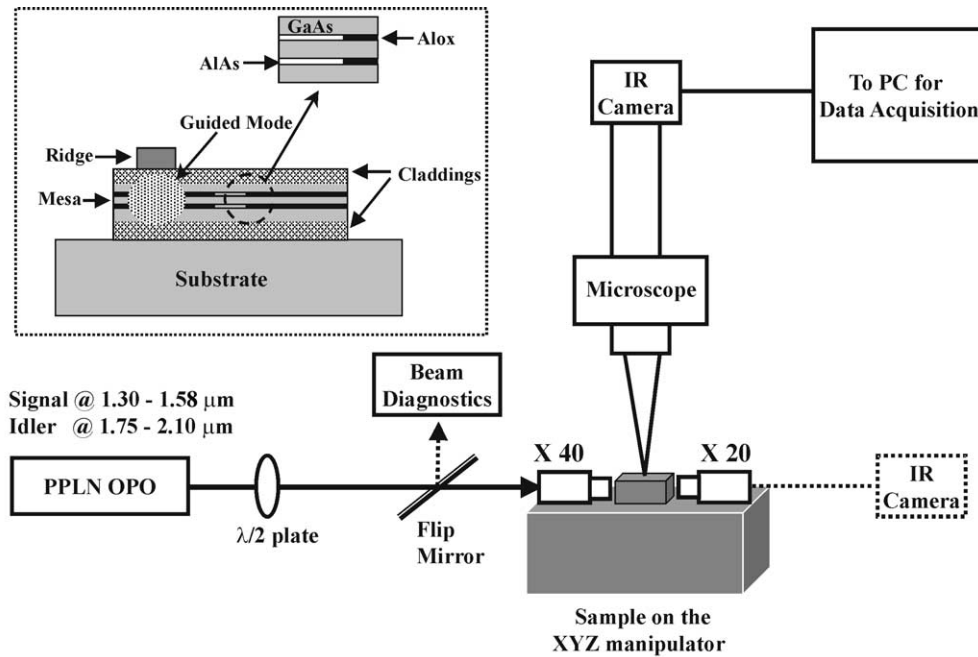 GaAs
Alox
AlAs
Guided Mode
Ridge
Claddings
Mesa
Substrate
IR
Camera
To PC for
Data Acquisition
Microscope
Beam
Diagnostics
Signal @ 1.30 - 1.58 μm
Idler @ 1.75 - 2.10 μm
X 40
X 20
PPLN OPO
IR
Camera
λ/2 plate
Flip
Mirror
Sample on the
XYZ manipulator